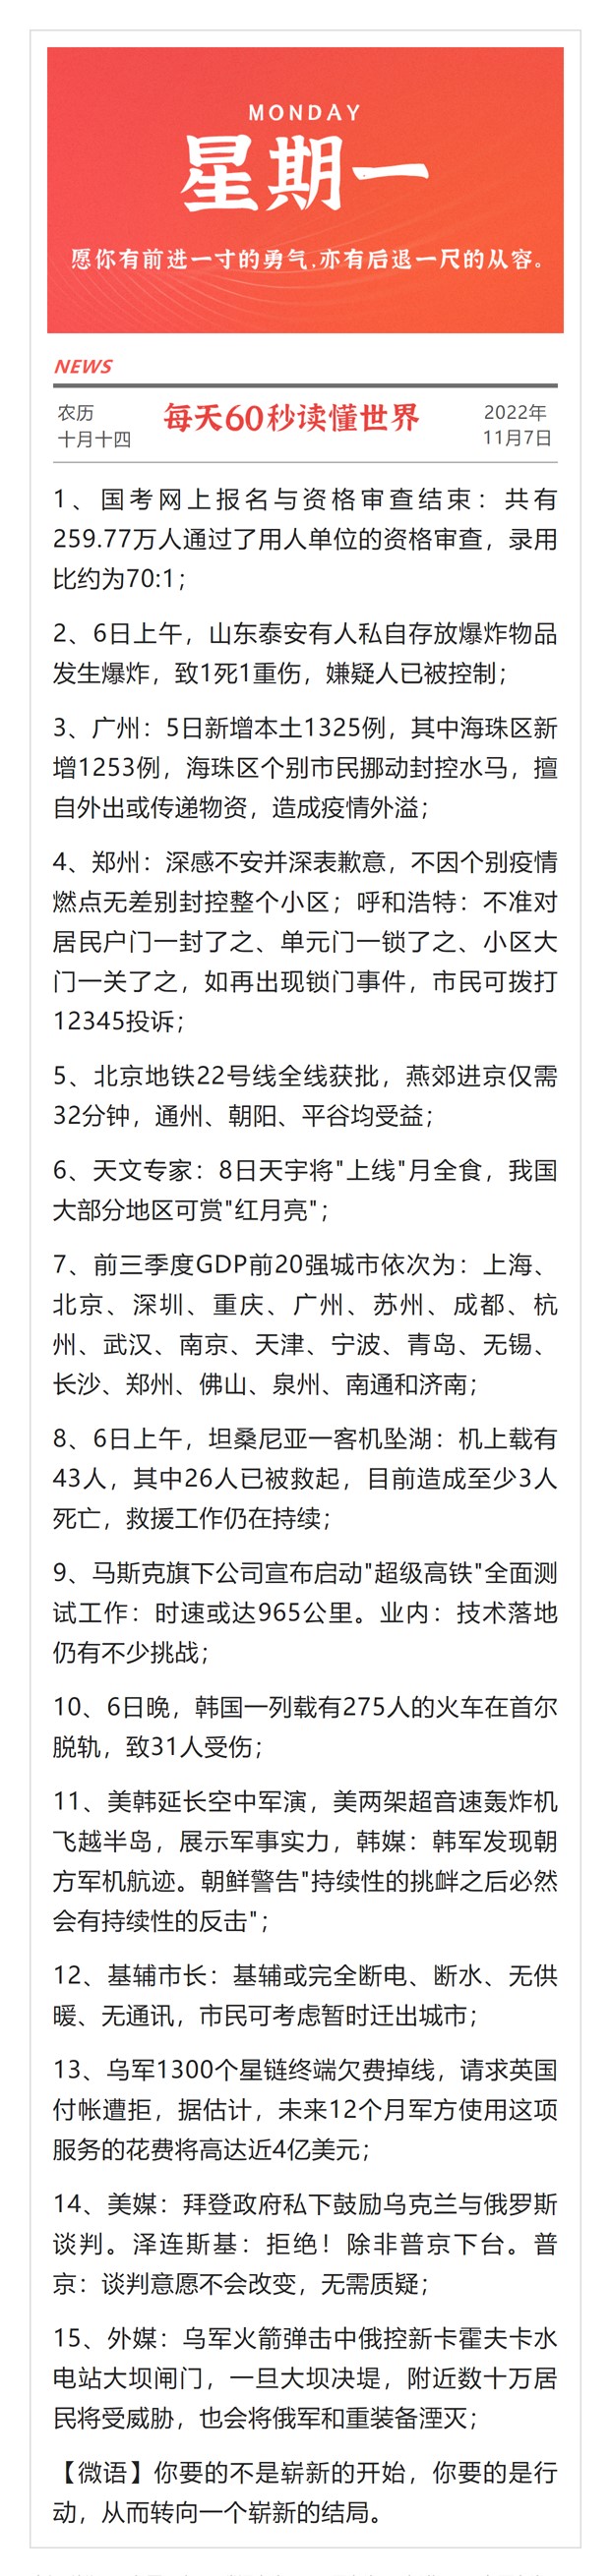 MONDAY
星期一
愿你有前进一寸的勇气,亦有后退一尺的从容。
NEWS
农历
十月十四
每天60秒读懂世界
2022年
11月7日
1、国考网上报名与资格审查结束：共有
259.77万人通过了用人单位的资格审查，录用
比约为70:1；
2、6日上午，山东泰安有人私自存放爆炸物品
发生爆炸，致1死1重伤，嫌疑人已被控制；
3、广州：5日新增本土1325例，其中海珠区新
增1253例，海珠区个别市民挪动封控水马，擅
自外出或传递物资，造成疫情外溢；
4、郑州：深感不安并深表歉意，不因个别疫情
燃点无差别封控整个小区；呼和浩特：不准对
居民户门一封了之、单元门一锁了之、小区大
门一关了之，如再出现锁门事件，市民可拨打
12345投诉；
5、北京地铁22号线全线获批，燕郊进京仅需
32分钟，通州、朝阳、平谷均受益；
6、天文专家：8日天宇将"上线"月全食，我国
大部分地区可赏"红月亮"；
7、前三季度GDP前20强城市依次为：上海、
北京、深圳、重庆、广州、苏州、成都、杭
州、武汉、南京、天津、宁波、青岛、无锡、
长沙、郑州、佛山、泉州、南通和济南；
8、6日上午，坦桑尼亚一客机坠湖：机上载有
43人，其中26人已被救起，目前造成至少3人
死亡，救援工作仍在持续；
9、马斯克旗下公司宣布启动"超级高铁"全面测
试工作：时速或达965公里。业内：技术落地
仍有不少挑战；
10、6日晚，韩国一列载有275人的火车在首尔
脱轨，致31人受伤；
11、美韩延长空中军演，美两架超音速轰炸机
飞越半岛，展示军事实力，韩媒：韩军发现朝
方军机航迹。朝鲜警告"持续性的挑衅之后必然
会有持续性的反击"；
12、基辅市长：基辅或完全断电、断水、无供
暖、无通讯，市民可考虑暂时迁出城市；
13、乌军1300个星链终端欠费掉线，请求英国
付帐遭拒，据估计，未来12个月军方使用这项
服务的花费将高达近4亿美元；
14、美媒：拜登政府私下鼓励乌克兰与俄罗斯
谈判。泽连斯基：拒绝！除非普京下台。普
京：谈判意愿不会改变，无需质疑；
15、外媒：乌军火箭弹击中俄控新卡霍夫卡水
电站大坝闸门，一旦大坝决堤，附近数十万居
民将受威胁，也会将俄军和重装备湮灭；
【微语】你要的不是崭新的开始，你要的是行
动，从而转向一个崭新的结局。